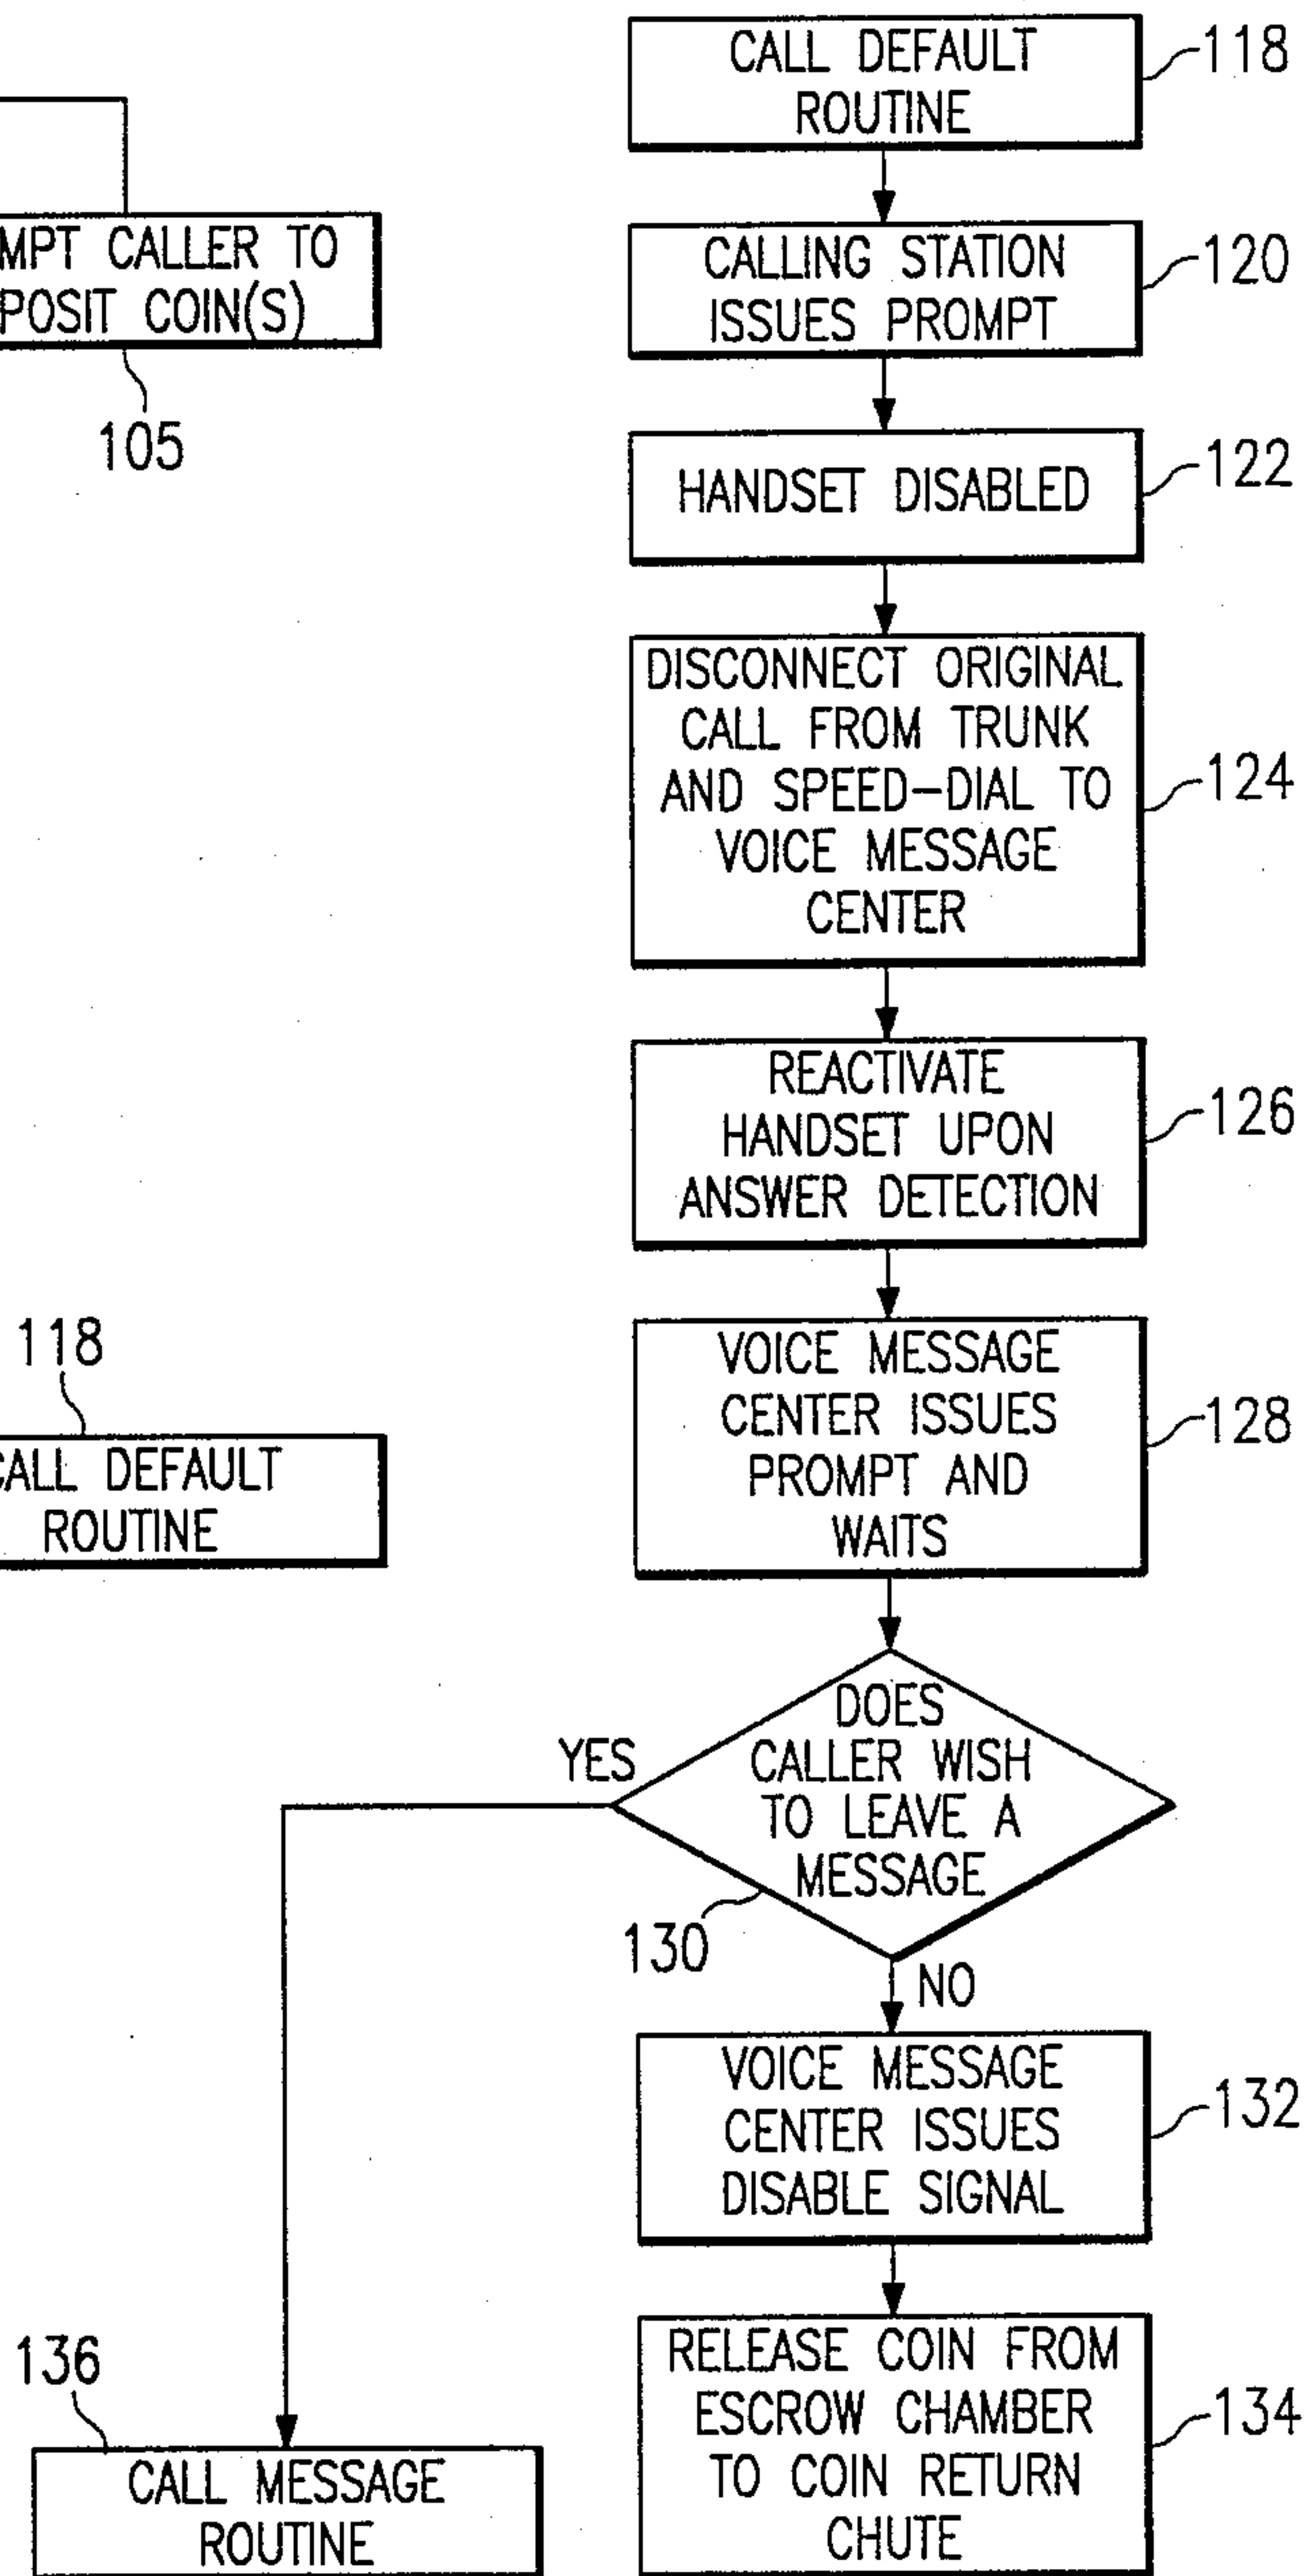 MPT CALLER TO
POSIT COIN(S)
105
118
CALL DEFAULT
ROUTINE
CALL DEFAULT
ROUTINE
118
CALLING STATION
ISSUES PROMPT
120
HANDSET DISABLED
122
DISCONNECT ORIGINAL
CALL FROM TRUNK
AND SPEED-DIAL TO
VOICE MESSAGE
CENTER
124
REACTIVATE
HANDSET UPON
ANSWER DETECTION
126
VOICE MESSAGE
CENTER ISSUES
PROMPT AND
WAITS
128
DOES
CALLER WISH
TO LEAVE A
MESSAGE
130
YES
NO
VOICE MESSAGE
CENTER ISSUES
DISABLE SIGNAL
132
RELEASE COIN FROM
ESCROW CHAMBER
TO COIN RETURN
CHUTE
134
136
CALL MESSAGE
ROUTINE